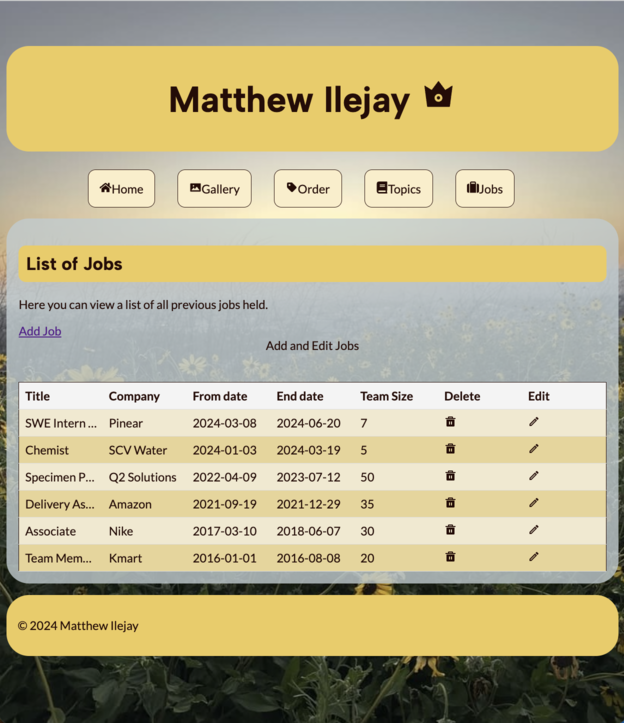 Matthew Ilejay
Home Gallery Order Topics Jobs
List of Jobs
Here you can view a list of all previous jobs held.
Add Job
Add and Edit Jobs
Title Company From date End date Team Size Delete Edit
SWE Intern ... Pinear 2024-03-08 2024-06-20 7
Chemist SCV Water 2024-01-03 2024-03-19 5
Specimen P... Q2 Solutions 2022-04-09 2023-07-12 50
Delivery As... Amazon 2021-09-19 2021-12-29 35
Associate Nike 2017-03-10 2018-06-07 30
Team Mem... Kmart 2016-01-01 2016-08-08 20
© 2024 Matthew Ilejay